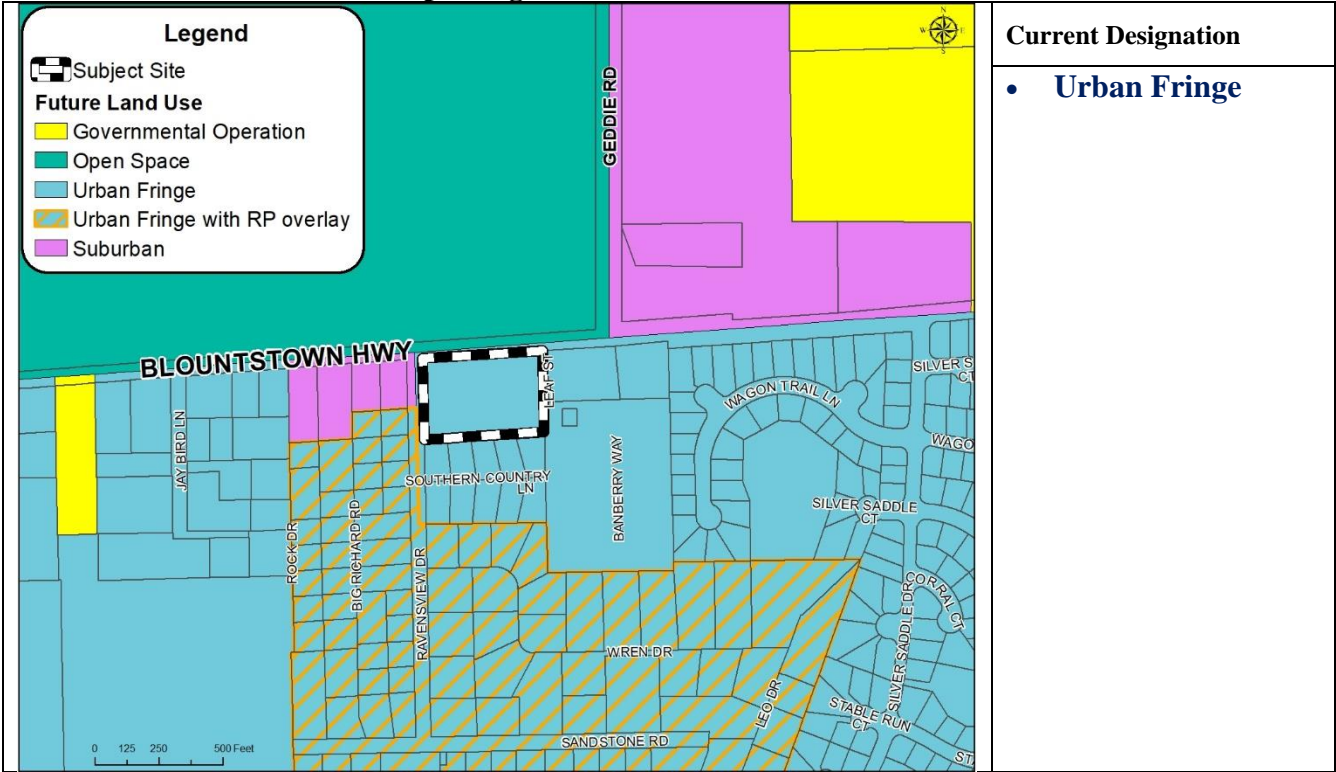 Legend
Subject Site
Future Land Use
Governmental Operation
Open Space
Urban Fringe
Urban Fringe with RP overlay
Suburban
N
W
E
S
GEDDIE RD
BLOUNTSTOWN HWY
LEAF ST
JAY BIRD LN
ROCK DR
BIG RICHARD RD
RAVENSVIEW DR
SOUTHERN COUNTRY
LN
BANBERRY WAY
WAGON TRAIL LN
SILVER S
CT
WAGO
SILVER SADDLE
CT
CORRAL CT
SILVER SADDLE DR
WREN DR
LEO DR
STABLE RUN
CT
SANDSTONE RD
ST
0 125 250 500 Feet
Current Designation
• Urban Fringe